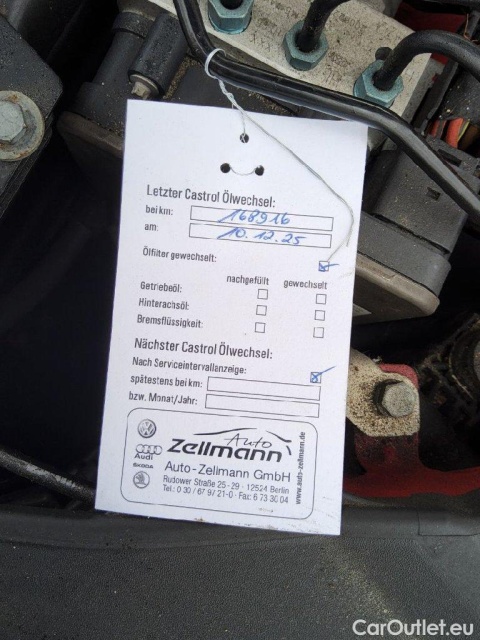 Letzter Castrol Ölwechsel:
bei km: 168916
am: 10.12.25
Ölfilter gewechselt:
nachgefüllt gewechselt
Getriebeöl:
Hinterachsöl:
Bremsflüssigkeit:
Nächster Castrol Ölwechsel:
Nach Serviceintervallanzeige:
spätestens bei km:
bzw. Monat/Jahr:
Auto
Zellmann
Audi
SKODA
Auto-Zellmann GmbH
Rudower Straße 25 - 29 · 12524 Berlin
Tel.: 0 30 / 67 97 21-0 · Fax: 6 73 30 04
www.auto-zellmann.de
CarOutlet.eu